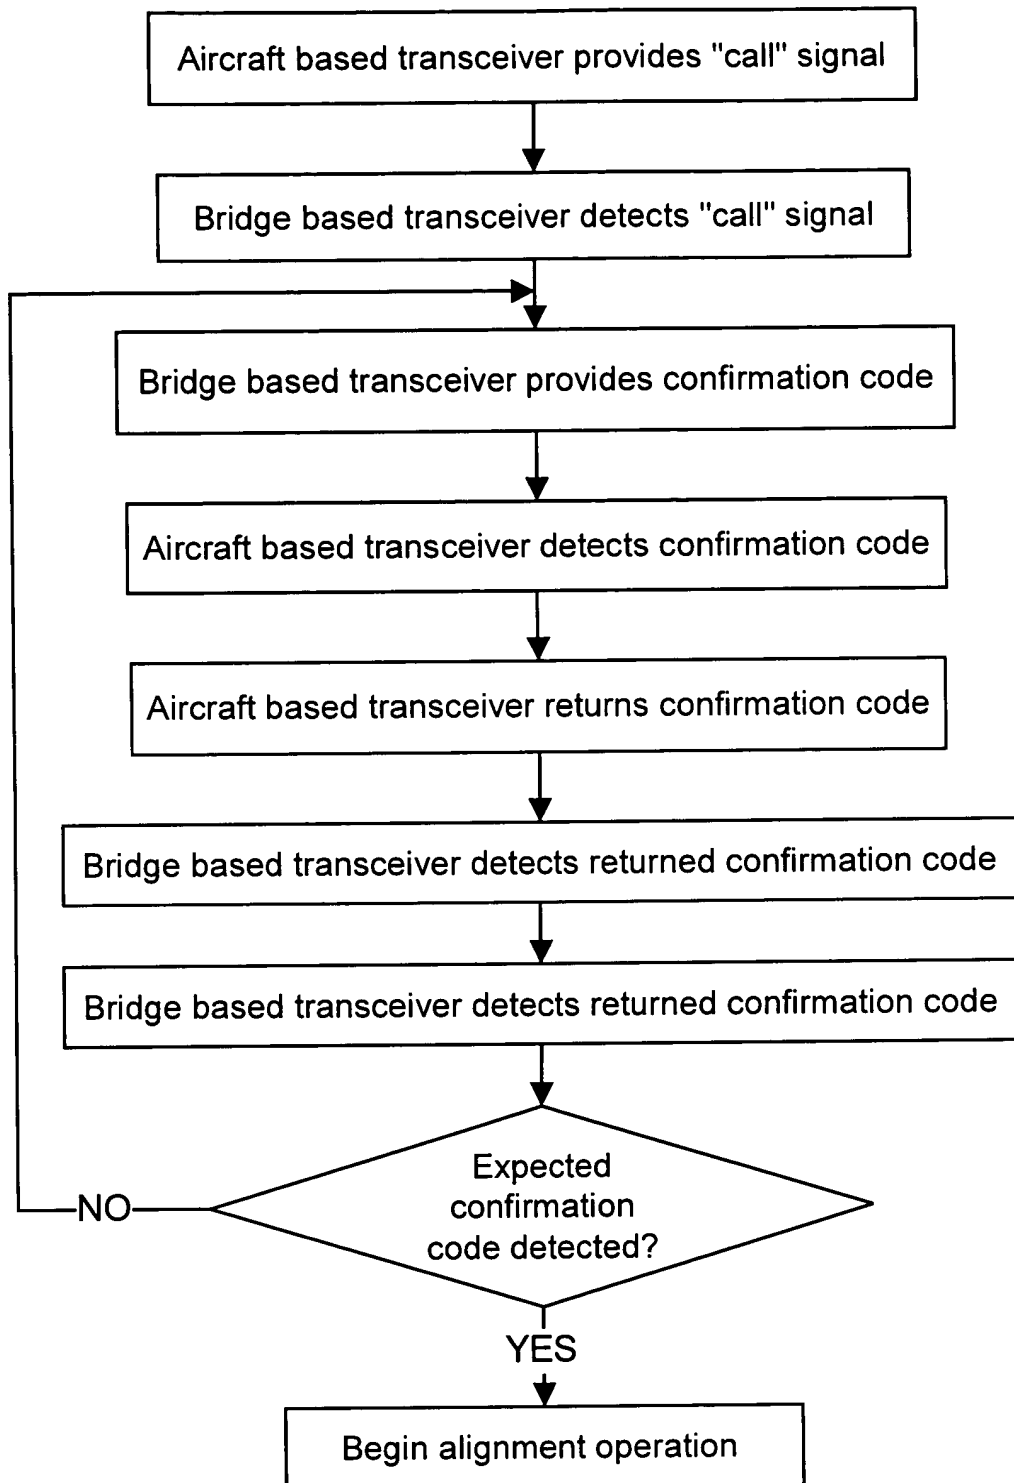 Aircraft based transceiver provides "call" signal
Bridge based transceiver detects "call" signal
Bridge based transceiver provides confirmation code
Aircraft based transceiver detects confirmation code
Aircraft based transceiver returns confirmation code
Bridge based transceiver detects returned confirmation code
Bridge based transceiver detects returned confirmation code
Expected
confirmation
code detected?
NO
YES
Begin alignment operation